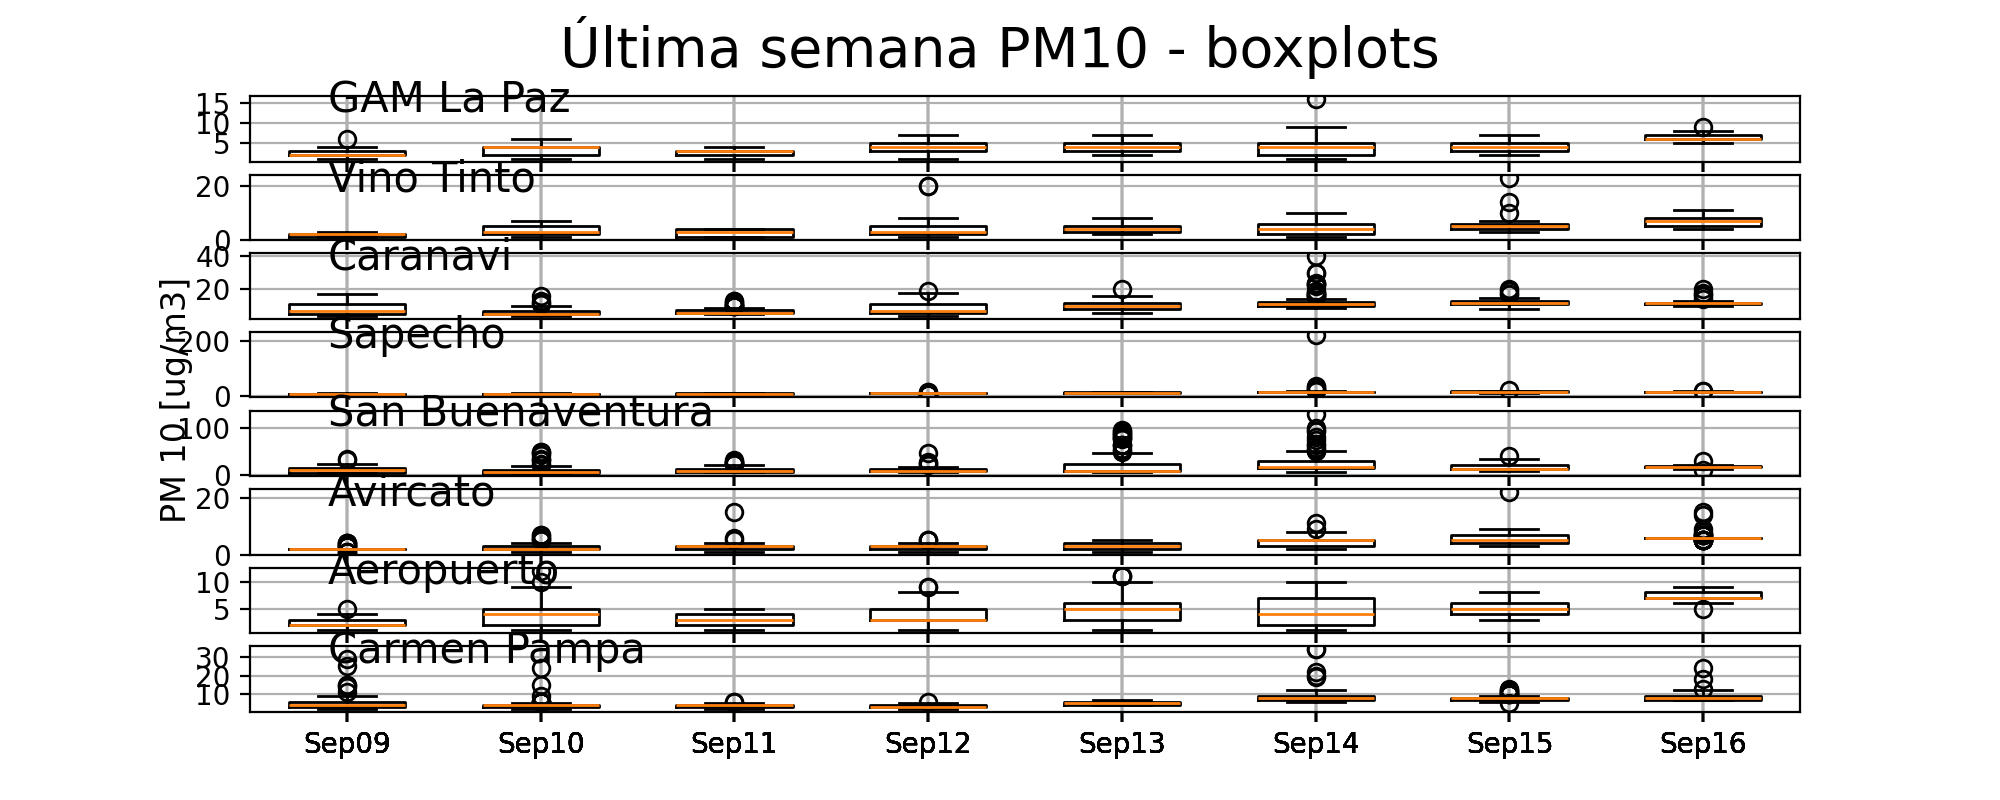 Última semana PM10 - boxplots
GAM La Paz
15
10
5
Vino Tinto
20
0
Caranavi
40
20
Sapecho
200
0
San Buenaventura
100
0
Avircato
20
0
Aeropuerto
10
5
Carmen Pampa
30
20
10
PM 10 [ug/m3]
Sep09 Sep10 Sep11 Sep12 Sep13 Sep14 Sep15 Sep16